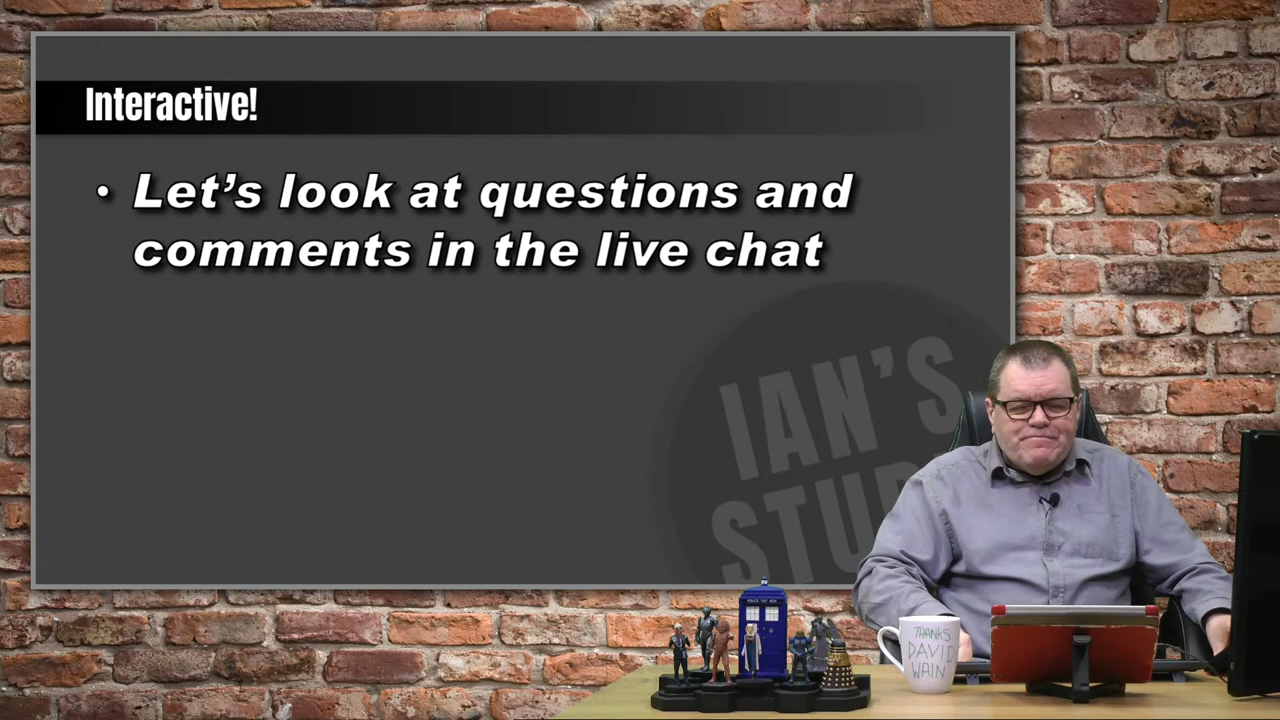 Interactive!
• Let's look at questions and
comments in the live chat
IAN'S
STU
POLICE BOX
THANKS
DAVID
WAIN